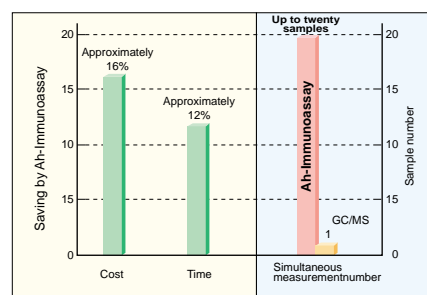 Up to twenty
samples
Saving by Ah-Immunoassay
20
15
10
15
0
Approximately
16%
Approximately
12%
Cost
Time
Ah-Immunoassay
GC/MS
1
Simultaneous
measurementnumber
20
15
10
15
0
Sample number